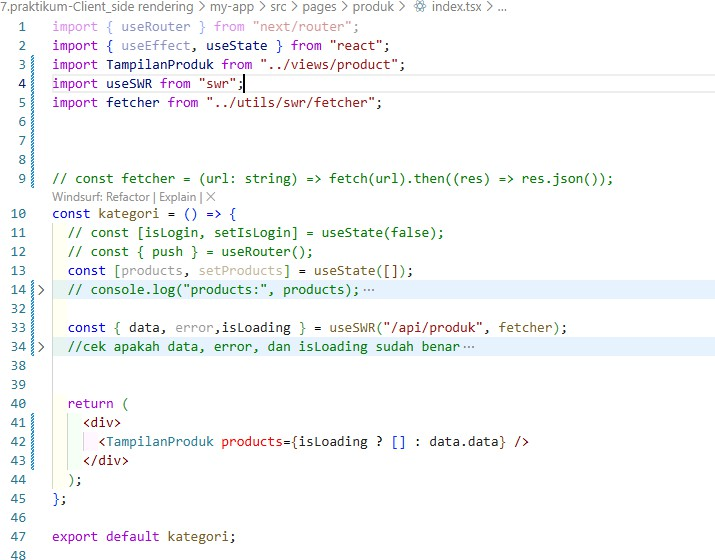 7.praktikum-Client_side rendering > my-app > src > pages > produk > index.tsx > ...
1 import { useRouter } from "next/router";
2 import { useEffect, useState } from "react";
3 import TampilanProduk from "../views/product";
4 import useSWR from "swr";
5 import fetcher from "../utils/swr/fetcher";
6
7
8
9 // const fetcher = (url: string) => fetch(url).then((res) => res.json());
Windsurf: Refactor | Explain | X
10 const kategori = () => {
11 // const [isLogin, setIsLogin] = useState(false);
12 // const { push } = useRouter();
13 const [products, setProducts] = useState([]);
14 // console.log("products:", products); ...
32
33 const { data, error,isLoading } = useSWR("/api/produk", fetcher);
34 //cek apakah data, error, dan isLoading sudah benar ...
38
39
40 return (
41 <div>
42 <TampilanProduk products={isLoading ? [] : data.data} />
43 </div>
44 );
45 };
46
47 export default kategori;
48